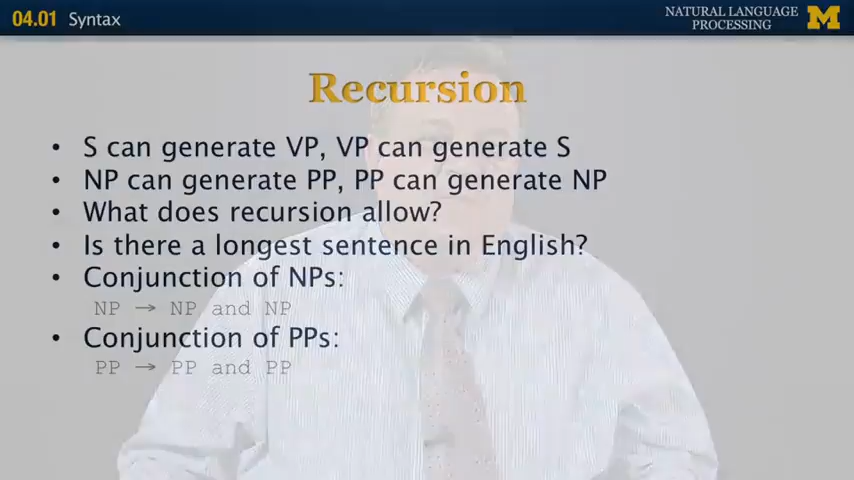 04.01 Syntax
NATURAL LANGUAGE
PROCESSING
M
Recursion
• S can generate VP, VP can generate S
• NP can generate PP, PP can generate NP
• What does recursion allow?
• Is there a longest sentence in English?
• Conjunction of NPs:
NP → NP and NP
• Conjunction of PPs:
PP → PP and PP